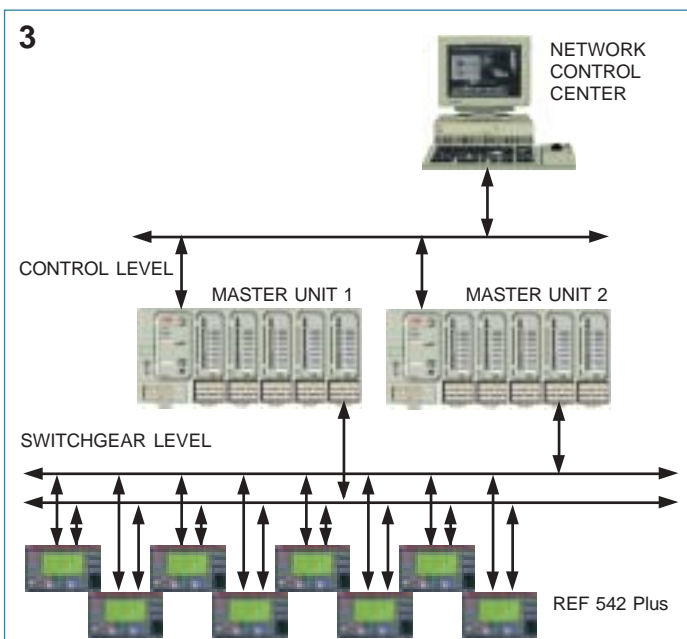 3
NETWORK
CONTROL
CENTER
CONTROL LEVEL
MASTER UNIT 1
MASTER UNIT 2
SWITCHGEAR LEVEL
REF 542 Plus